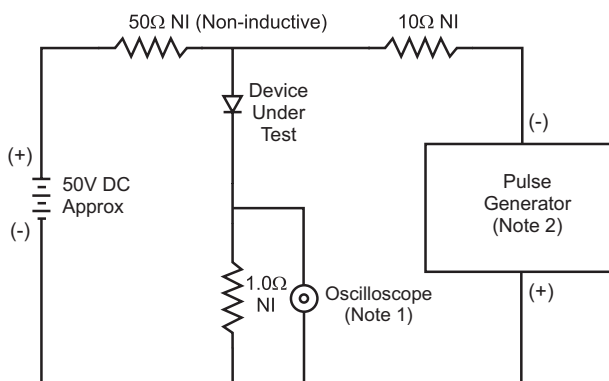 50Ω NI (Non-inductive)
10Ω NI
Device
Under
Test
(-)
(+)
50V DC
Approx
(-)
Pulse
Generator
(Note 2)
1.0Ω
NI
Oscilloscope
(Note 1)
(+)